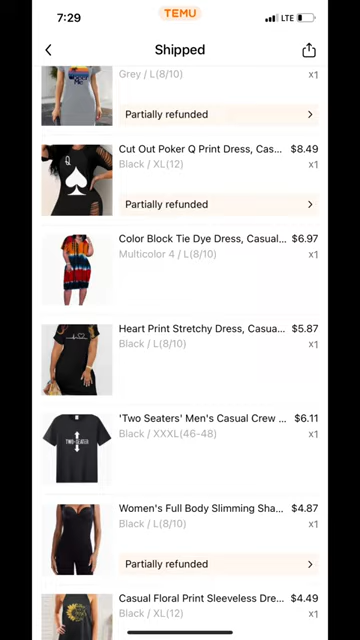 7:29
TEMU
LTE
Shipped
Grey / L(8/10) x1
Partially refunded
Cut Out Poker Q Print Dress, Cas... $8.49
Black / XL(12) x1
Partially refunded
Color Block Tie Dye Dress, Casual... $6.97
Multicolor 4 / L(8/10) x1
Heart Print Stretchy Dress, Casua... $5.87
Black / L(8/10) x1
'Two Seaters' Men's Casual Crew ... $6.11
Black / XXXL(46-48) x1
TWO SEATER
Women's Full Body Slimming Sha... $4.87
Black / L(8/10) x1
Partially refunded
Casual Floral Print Sleeveless Dre... $4.49
Black / XL(12) x1